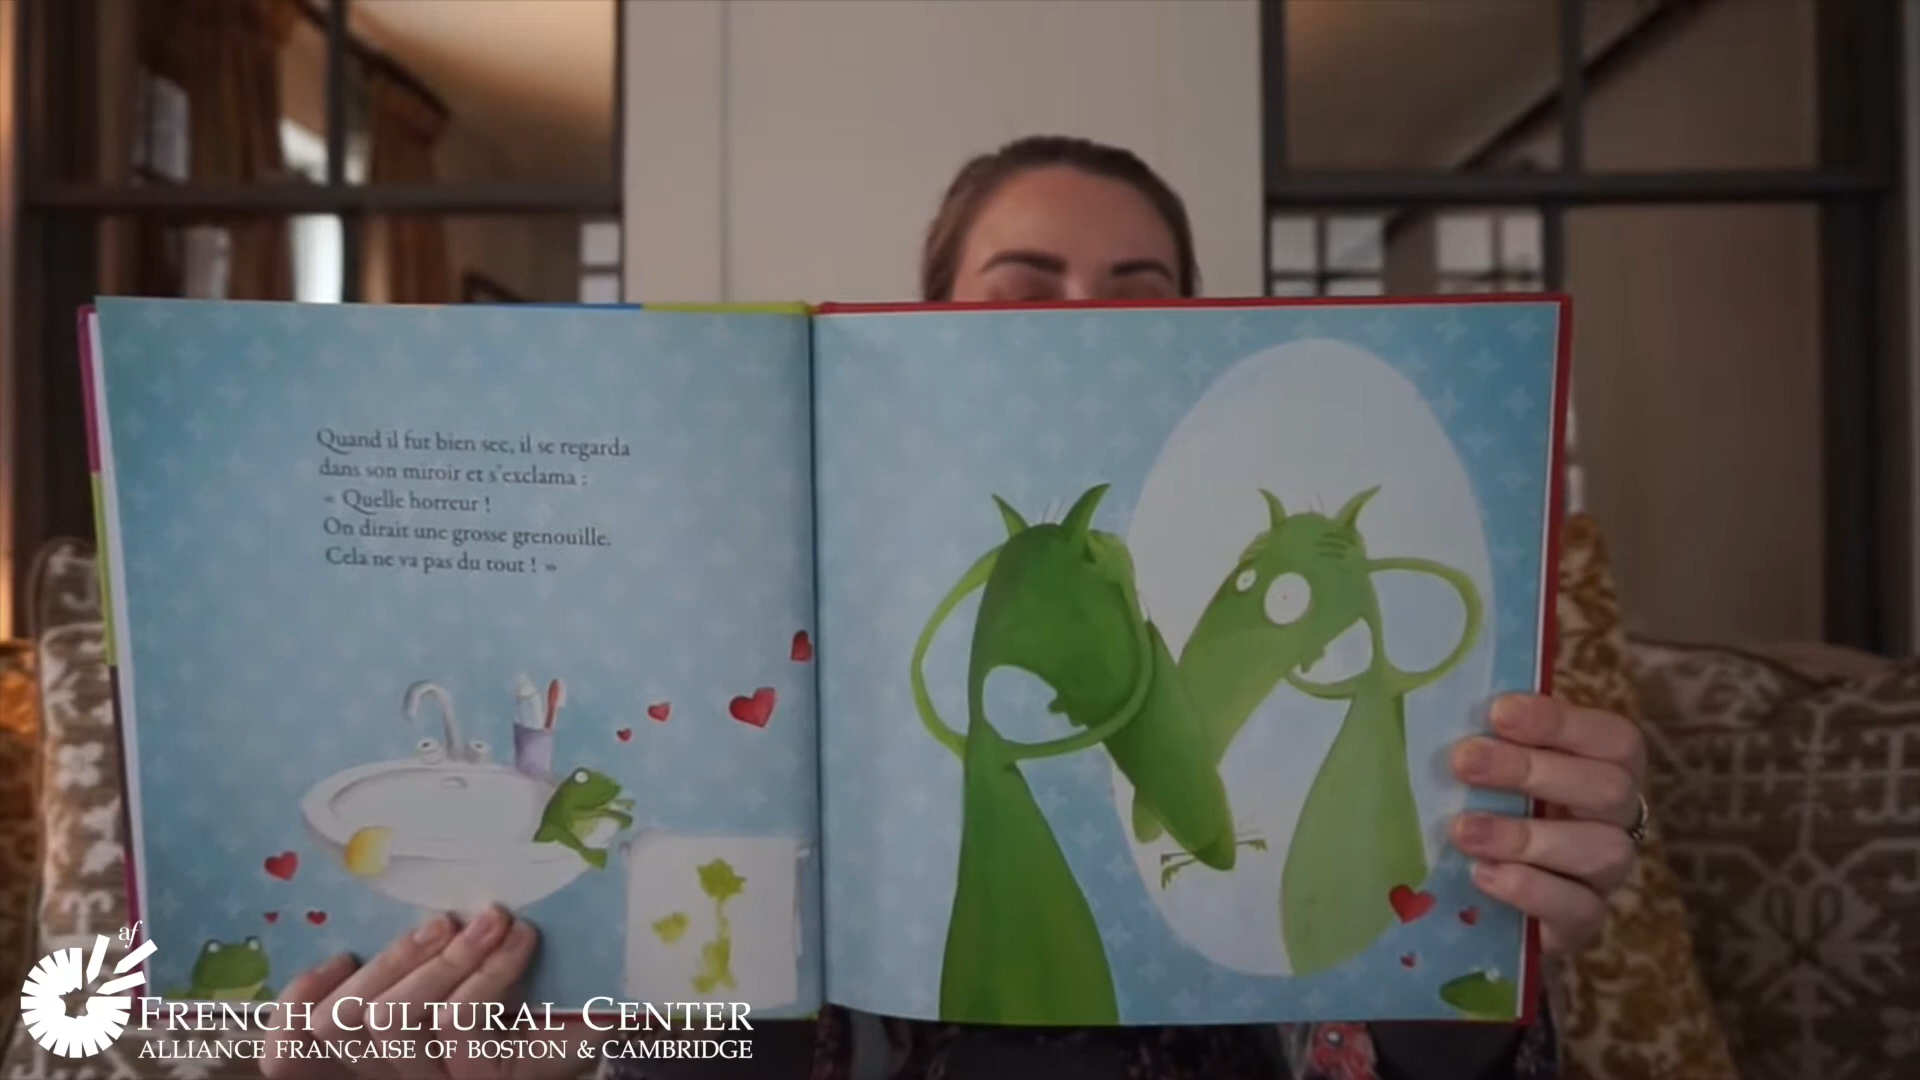 Quand il fut bien sec, il se regarda
dans son miroir et s'exclama :
« Quelle horreur !
On dirait une grosse grenouille.
Cela ne va pas du tout ! »
af
FRENCH CULTURAL CENTER
ALLIANCE FRANÇAISE OF BOSTON & CAMBRIDGE